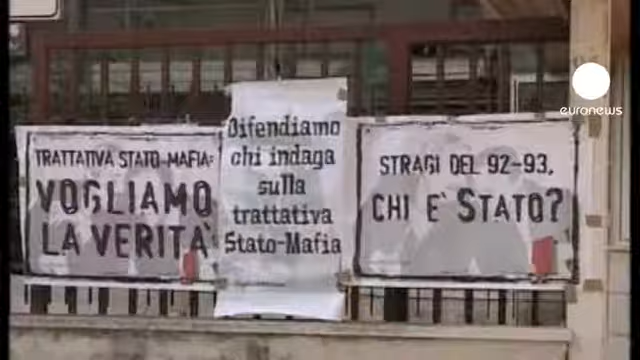 euronews
TRATTATIVA STATO-MAFIA:
VOGLIAMO
LA VERITÀ
Difendiamo
chi indaga
sulla
trattativa
Stato-Mafia
STRAGI DEL 92-93,
CHI E' STATO?